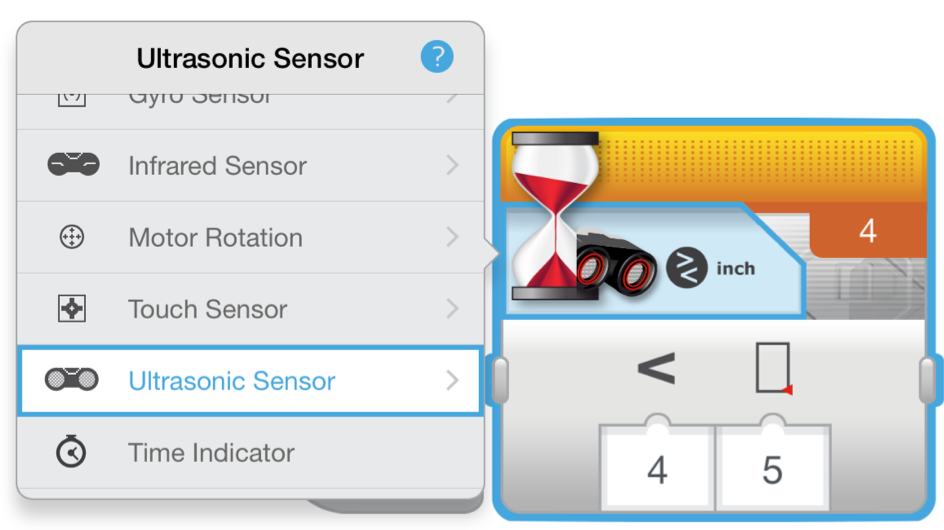 Ultrasonic Sensor
?
Gyro Sensor
Infrared Sensor
Motor Rotation
Touch Sensor
Ultrasonic Sensor
Time Indicator
4
inch
<
4
5